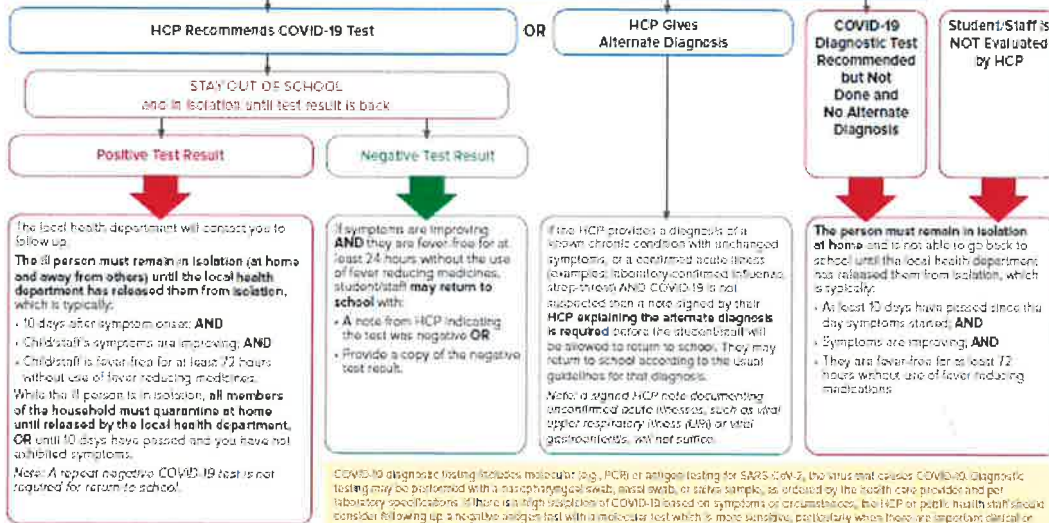 HCP Recommends COVID-19 Test
OR
HCP Gives
Alternate Diagnosis
COVID-19
Diagnostic Test
Recommended
but Not
Done and
No Alternate
Diagnosis
Student/Staff is
NOT Evaluated
by HCP
STAY OUT OF SCHOOL
and in isolation until test result is back
Positive Test Result
Negative Test Result
The local health department will contact you to
follow up.
The ill person must remain in isolation (at home
and away from others) until the local health
department has released them from isolation,
which is typically:
• 10 days after symptom onset; AND
• Child/staff's symptoms are improving; AND
• Child/staff is fever-free for at least 72 hours
without use of fever reducing medicines.
While the ill person is in isolation, all members
of the household must quarantine at home
until released by the local health department,
OR until 10 days have passed and you have not
exhibited symptoms.
Note: A repeat negative COVID-19 test is not
required for return to school.
If symptoms are improving
AND they are fever-free for at
least 24 hours without the use
of fever reducing medicines,
student/staff may return to
school with:
• A note from HCP indicating
the test was negative OR
• Provide a copy of the negative
test result.
If the HCP provides a diagnosis of a
known chronic condition with unchanged
symptoms, or a confirmed acute illness
(examples: laboratory-confirmed influenza,
strep-throat) AND COVID-19 is not
suspected then a note signed by their
HCP explaining the alternate diagnosis
is required before the student/staff will
be allowed to return to school. They may
return to school according to the usual
guidelines for that diagnosis.
Note: a signed HCP note documenting
unconfirmed acute illnesses, such as viral
upper respiratory illness (URI) or viral
gastroenteritis, will not suffice.
The person must remain in isolation
at home and is not able to go back to
school until the local health department
has released them from isolation, which
is typically:
• At least 10 days have passed since the
day symptoms started; AND
• Symptoms are improving; AND
• They are fever-free for at least 72
hours without use of fever reducing
medications
COVID-19 diagnostic testing includes molecular (e.g., PCR) or antigen testing for SARS-CoV-2, the virus that causes COVID-19. Diagnostic
testing may be performed with a nasopharyngeal swab, nasal swab, or saliva sample, as ordered by the health care provider and per
laboratory specifications. If there is a high suspicion of COVID based on symptoms or circumstances, the HCP or public health staff should
consider following up a negative antigen test with a molecular test which is more sensitive, particularly when there are important clinical or